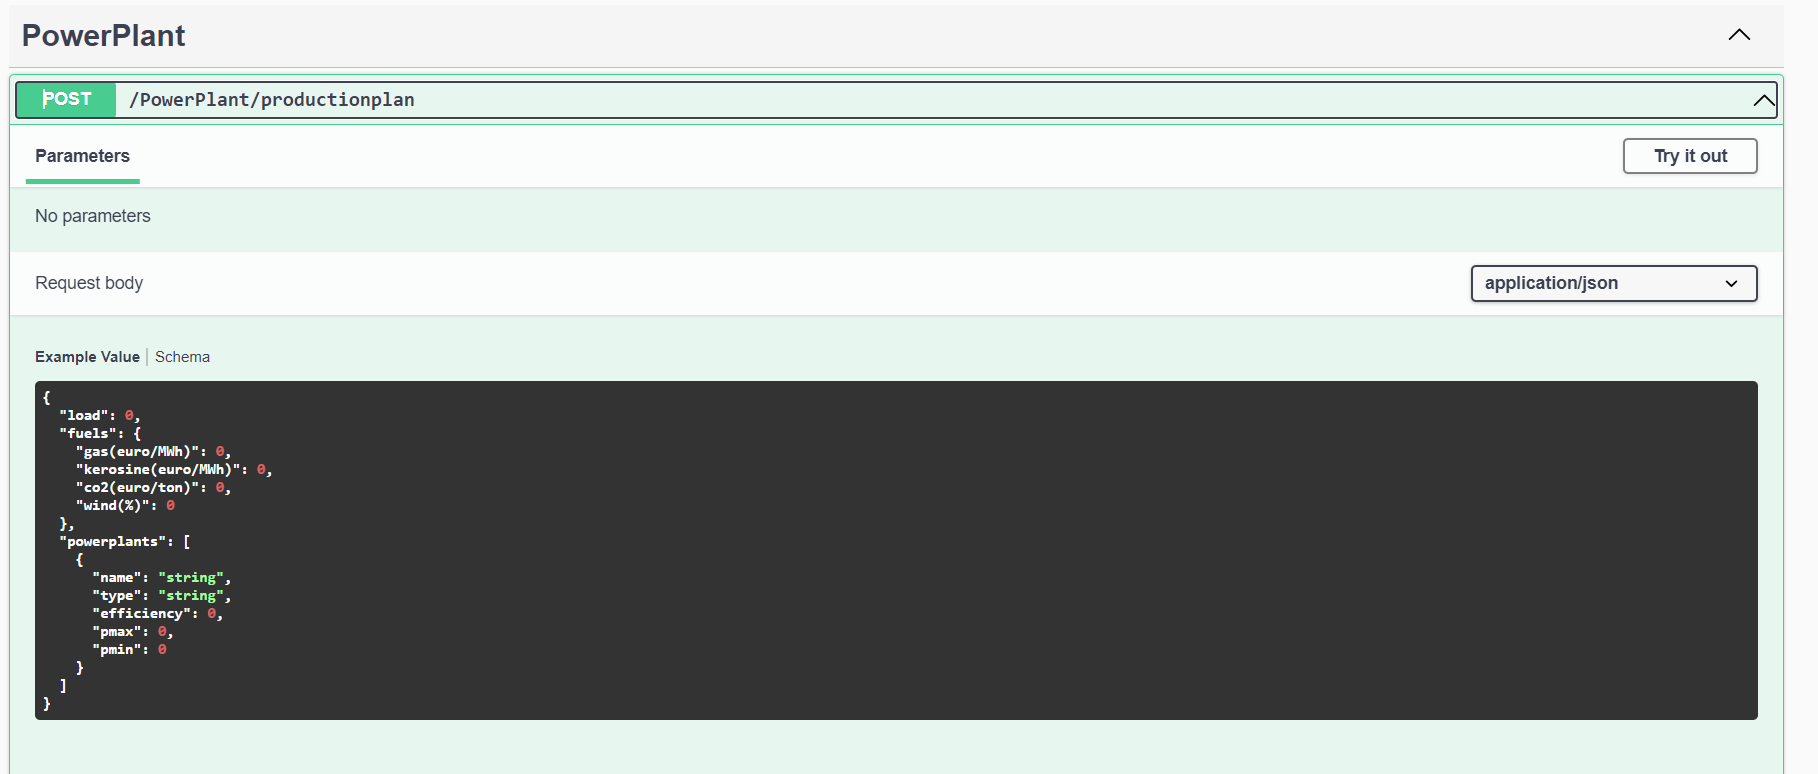 PowerPlant
POST /PowerPlant/productionplan
Parameters
Try it out
No parameters
Request body
application/json
Example Value | Schema
{
  "load": 0,
  "fuels": {
    "gas(euro/MWh)": 0,
    "kerosine(euro/MWh)": 0,
    "co2(euro/ton)": 0,
    "wind(%)": 0
  },
  "powerplants": [
    {
      "name": "string",
      "type": "string",
      "efficiency": 0,
      "pmax": 0,
      "pmin": 0
    }
  ]
}